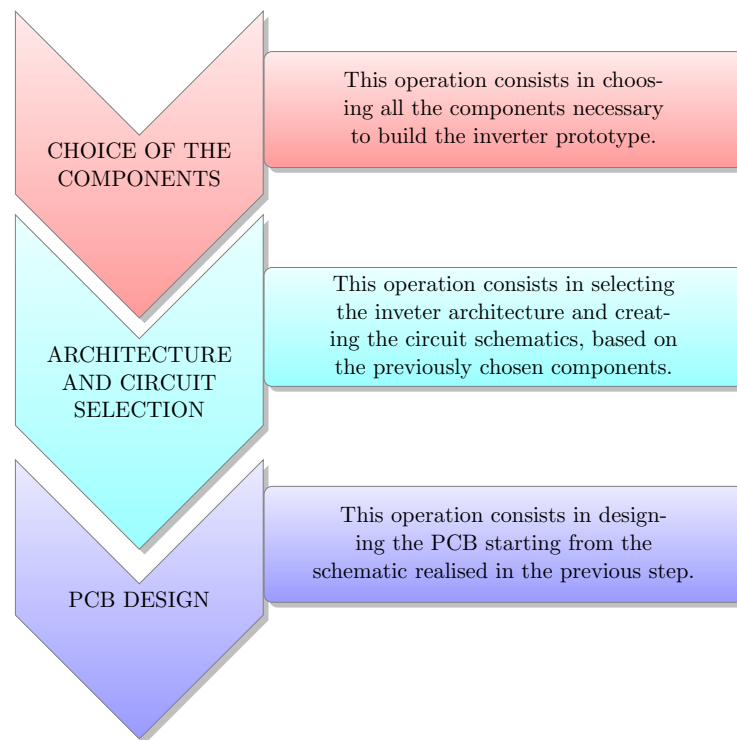 CHOICE OF THE
COMPONENTS
This operation consists in choos-
ing all the components necessary
to build the inverter prototype.
ARCHITECTURE
AND CIRCUIT
SELECTION
This operation consists in selecting
the inveter architecture and creat-
ing the circuit schematics, based on
the previously chosen components.
PCB DESIGN
This operation consists in design-
ing the PCB starting from the
schematic realised in the previous step.